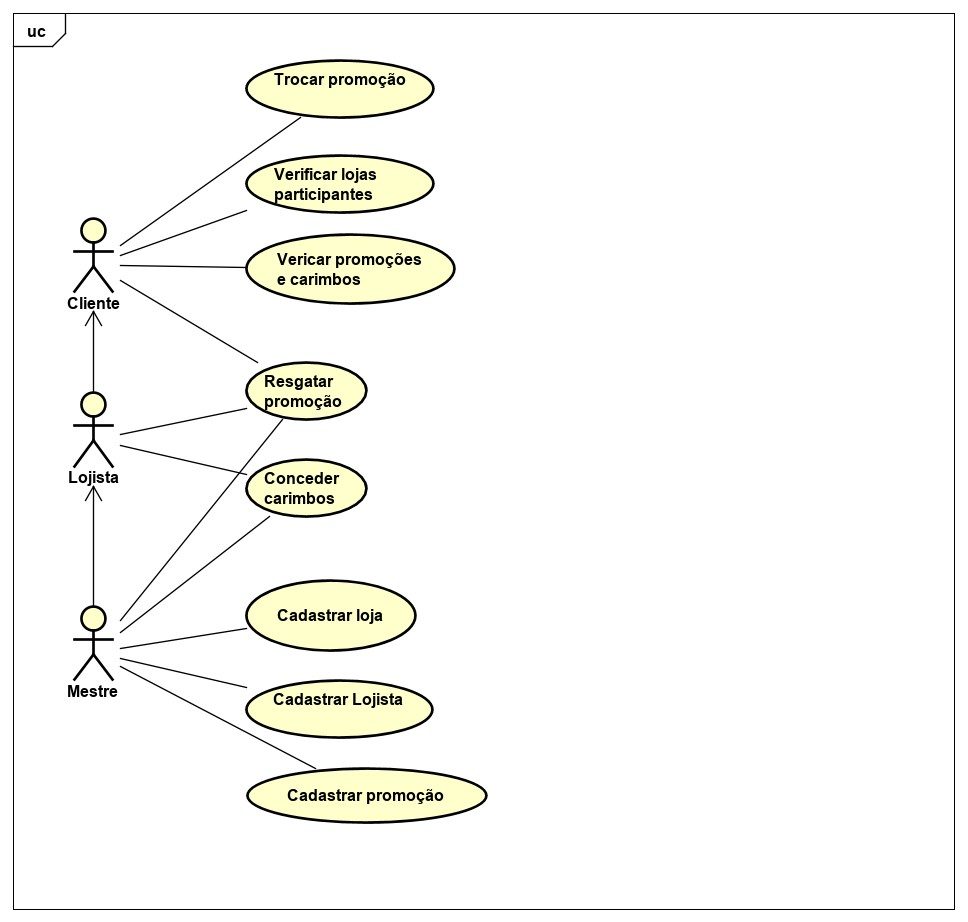 uc
Trocar promoção
Verificar lojas
participantes
Vericar promoções
e carimbos
Cliente
Resgatar
promoção
Lojista
Conceder
carimbos
Cadastrar loja
Mestre
Cadastrar Lojista
Cadastrar promoção